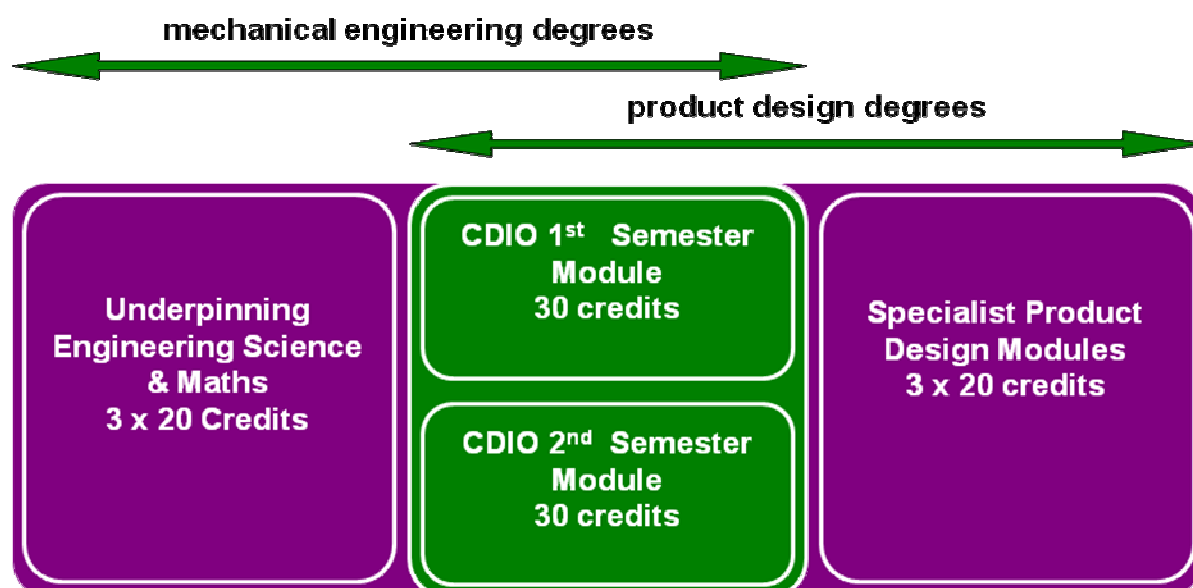 mechanical engineering degrees
product design degrees
Underpinning
Engineering Science
& Maths
3 x 20 Credits
CDIO 1st Semester
Module
30 credits
CDIO 2nd Semester
Module
30 credits
Specialist Product
Design Modules
3 x 20 credits